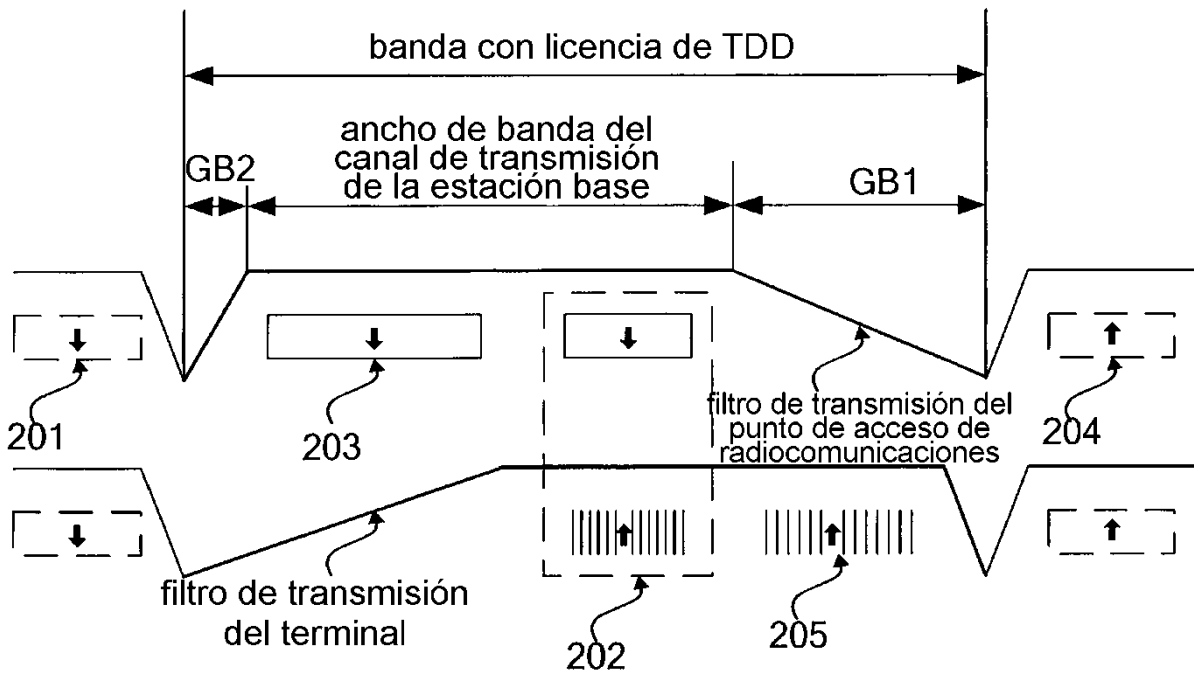 banda con licencia de TDD
ancho de banda del
canal de transmisión
de la estación base
GB2
GB1
201
203
filtro de transmisión del
punto de acceso de
radiocomunicaciones
204
filtro de transmisión
del terminal
202
205